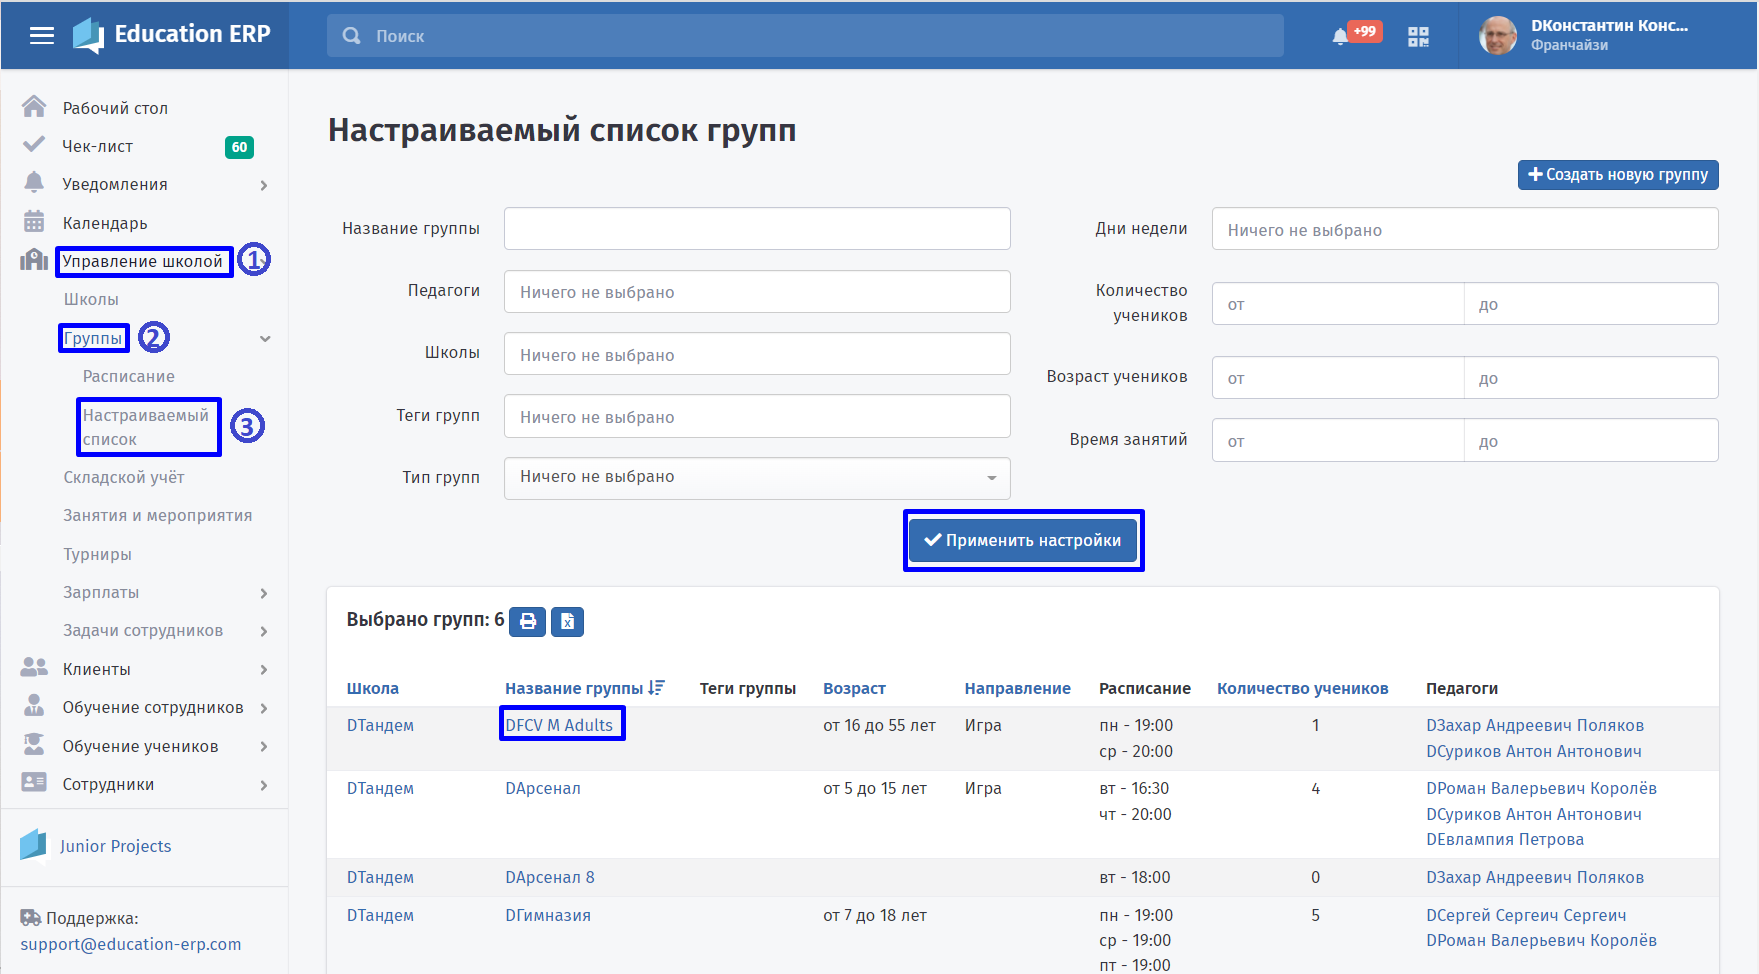 Education ERP
Поиск
+99
DКонстантин Конс...
Франчайзи
Рабочий стол
Чек-лист
60
Уведомления
Календарь
Управление школой
1
Школы
Группы
2
Расписание
Настраиваемый
список
3
Складской учёт
Занятия и мероприятия
Турниры
Зарплаты
Задачи сотрудников
Клиенты
Обучение сотрудников
Обучение учеников
Сотрудники
Junior Projects
Поддержка:
support@education-erp.com
Настраиваемый список групп
Создать новую группу
Название группы
Педагоги
Ничего не выбрано
Школы
Ничего не выбрано
Теги групп
Ничего не выбрано
Тип групп
Ничего не выбрано
Дни недели
Ничего не выбрано
Количество
учеников
от
до
Возраст учеников
от
до
Время занятий
от
до
Применить настройки
Выбрано групп: 6
Школа Название группы Теги группы Возраст Направление Расписание Количество учеников Педагоги
DТандем DFCV M Adults от 16 до 55 лет Игра пн - 19:00 1 DЗахар Андреевич Поляков
ср - 20:00 DСуриков Антон Антонович
DТандем DАрсенал от 5 до 15 лет Игра вт - 16:30 4 DРоман Валерьевич Королёв
чт - 20:00 DСуриков Антон Антонович
DЕвлампия Петрова
DТандем DАрсенал 8 вт - 18:00 0 DЗахар Андреевич Поляков
DТандем DГимназия от 7 до 18 лет пн - 19:00 5 DСергей Сергеич Сергеич
ср - 19:00 DРоман Валерьевич Королёв
пт - 19:00